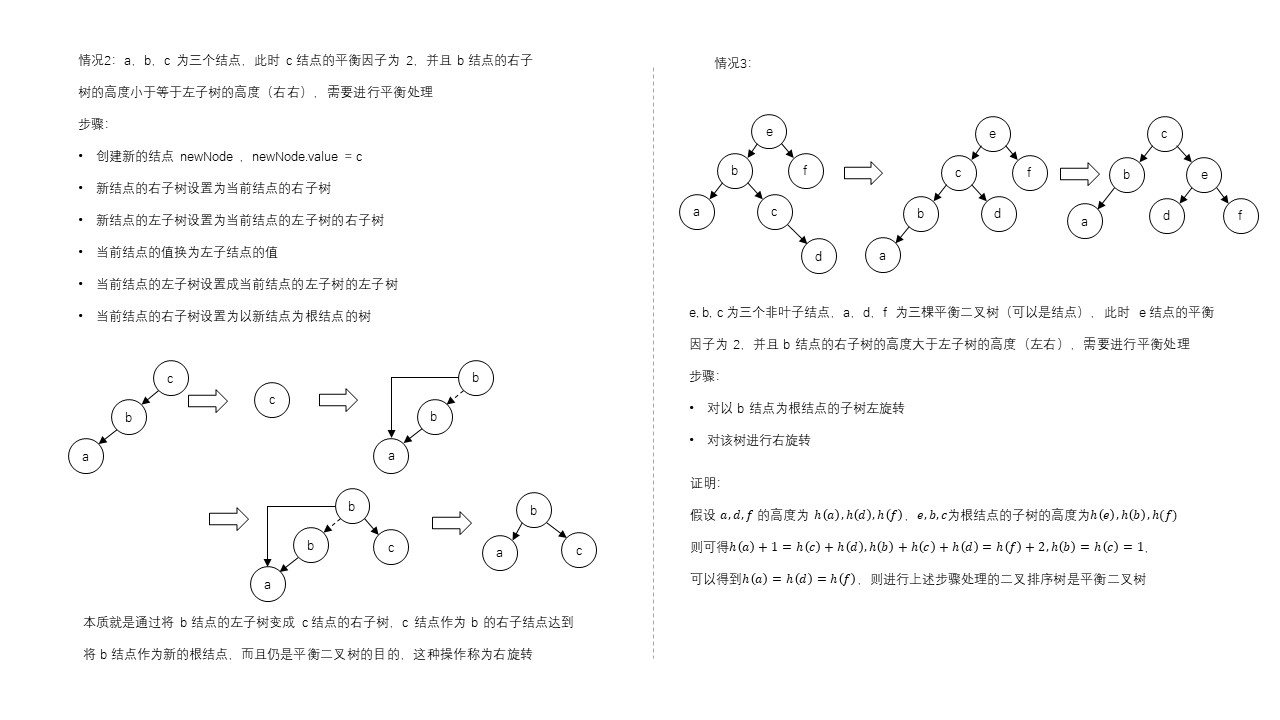 情况2：a，b，c 为三个结点，此时 c 结点的平衡因子为 2，并且 b 结点的右子
树的高度小于等于左子树的高度（右右），需要进行平衡处理
步骤：
• 创建新的结点 newNode ，newNode.value = c
• 新结点的右子树设置为当前结点的右子树
• 新结点的左子树设置为当前结点的左子树的右子树
• 当前结点的值换为左子结点的值
• 当前结点的左子树设置成当前结点的左子树的左子树
• 当前结点的右子树设置为以新结点为根结点的树
c
b
a
c
b
b
a
b
b
c
a
b
a
c
本质就是通过将 b 结点的左子树变成 c 结点的右子树，c 结点作为 b 的右子结点达到
将 b 结点作为新的根结点，而且仍是平衡二叉树的目的，这种操作称为右旋转
情况3：
e
b
f
a
c
d
e
c
f
b
d
a
c
b
e
a
d
f
e, b, c 为三个非叶子结点，a，d，f 为三棵平衡二叉树（可以是结点），此时 e 结点的平衡
因子为 2，并且 b 结点的右子树的高度大于左子树的高度（左右），需要进行平衡处理
步骤：
• 对以 b 结点为根结点的子树左旋转
• 对该树进行右旋转
证明：
假设 a, d, f 的高度为 h(a), h(d), h(f)，e, b, c为根结点的子树的高度为h(e), h(b), h(f)
则可得h(a) + 1 = h(c) + h(d), h(b) + h(c) + h(d) = h(f) + 2, h(b) = h(c) = 1，
可以得到h(a) = h(d) = h(f)，则进行上述步骤处理的二叉排序树是平衡二叉树